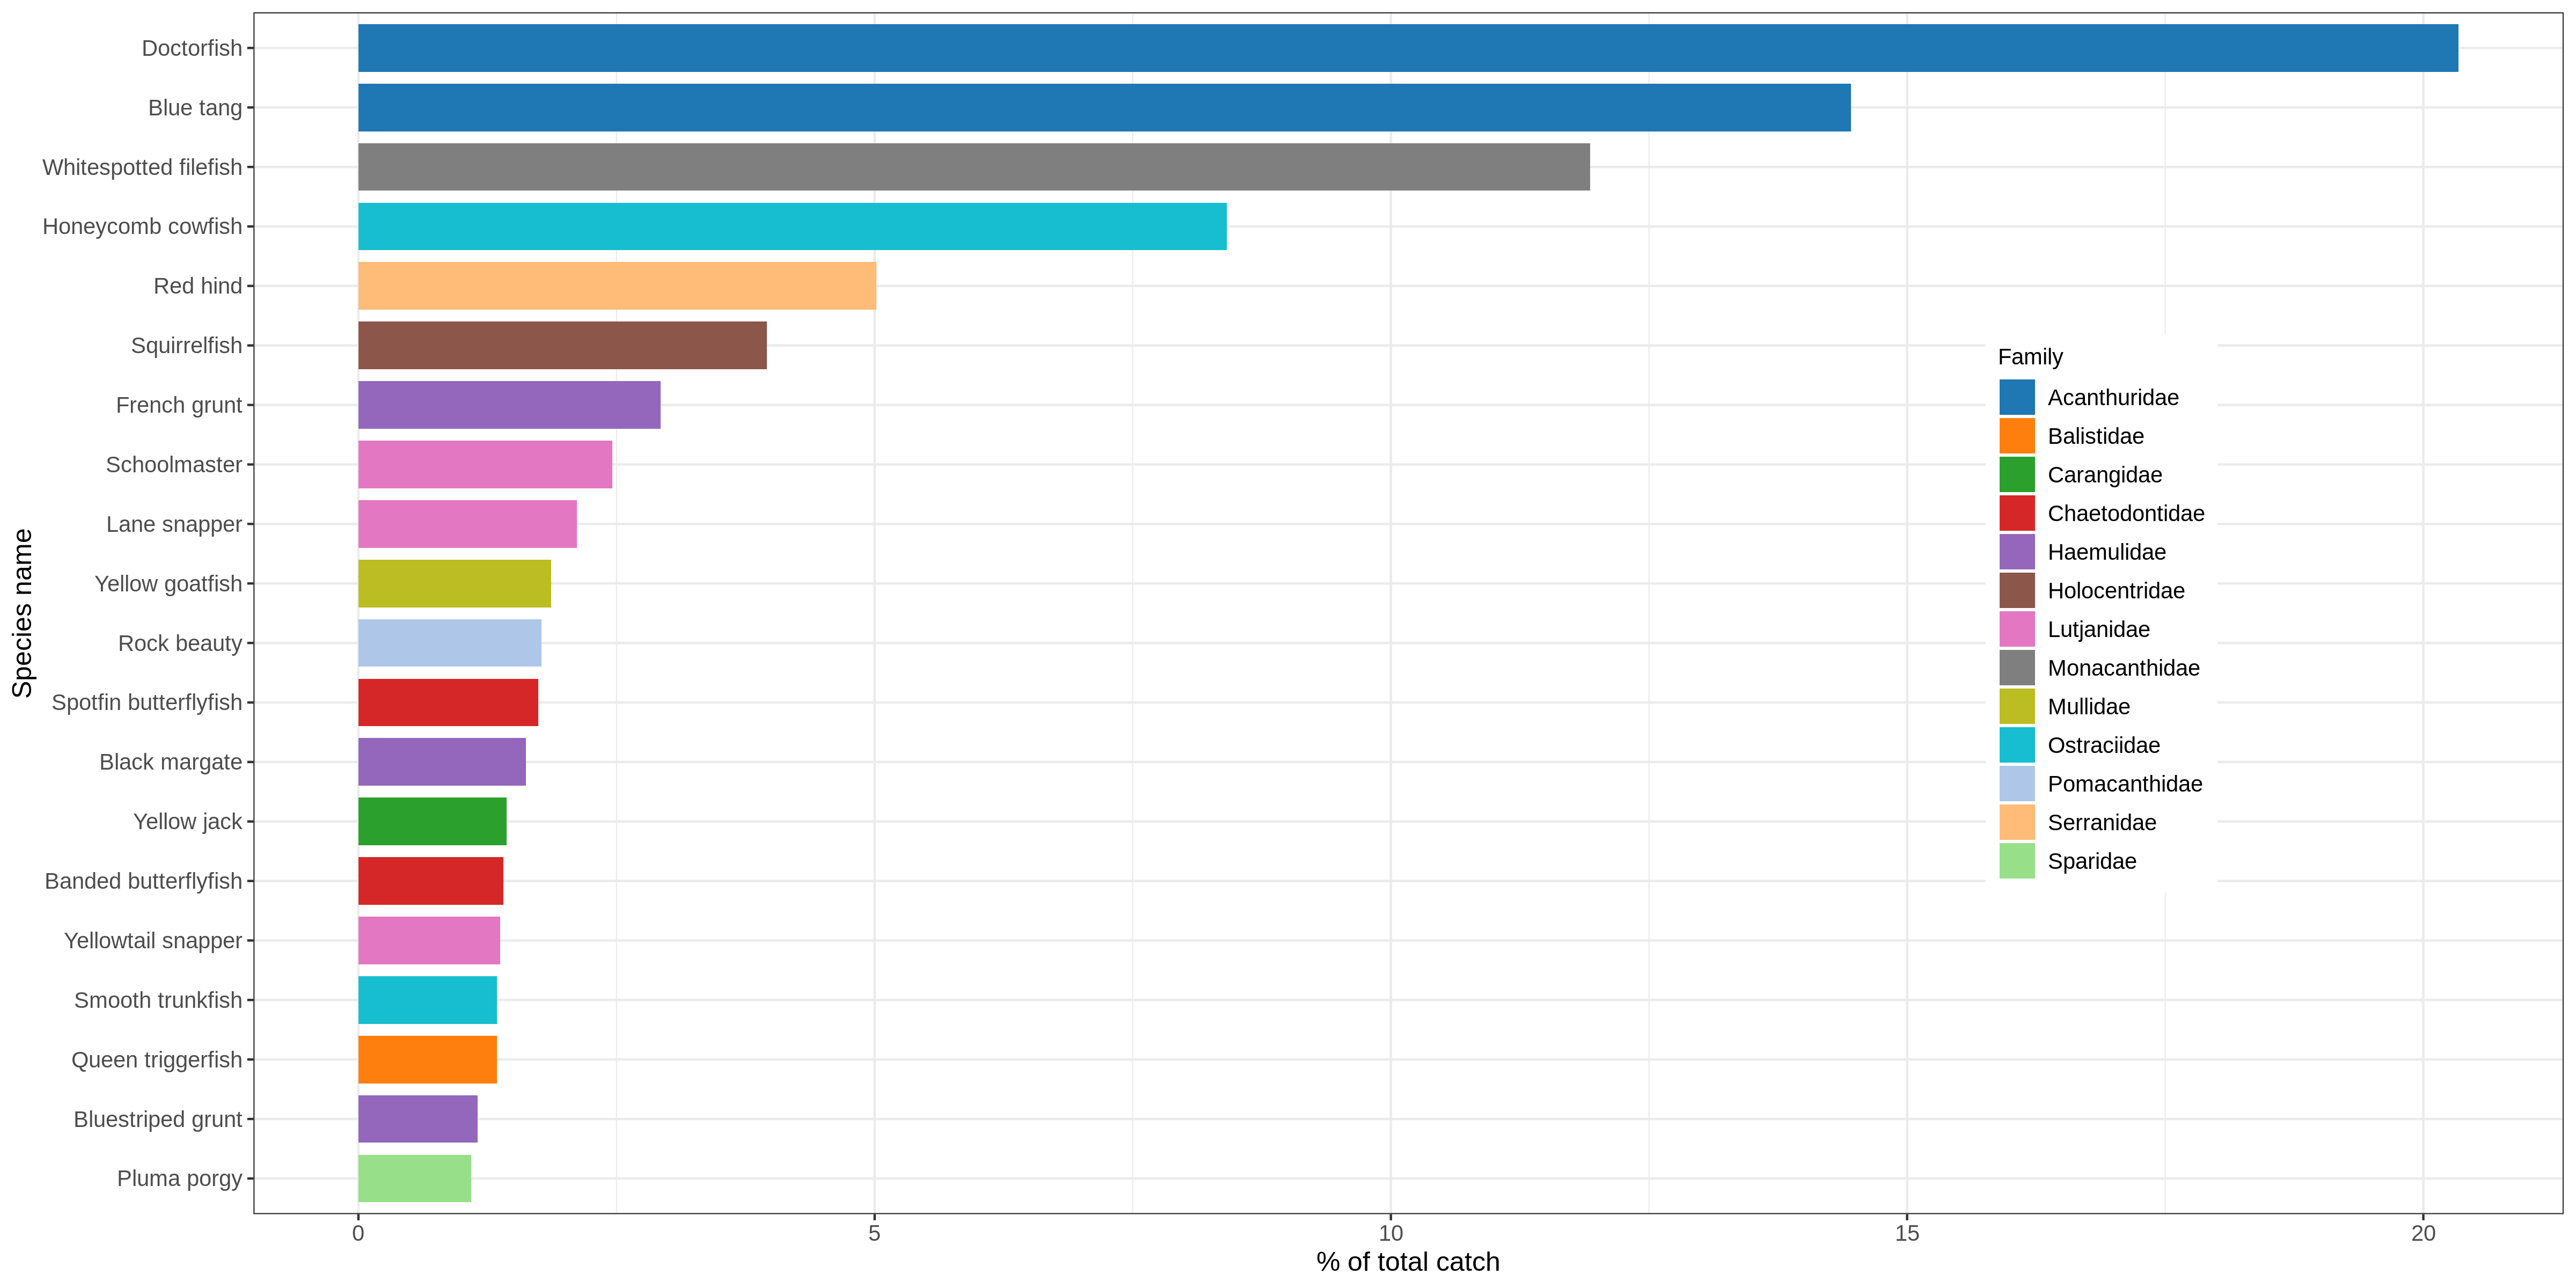 Doctorfish
Blue tang
Whitespotted filefish
Honeycomb cowfish
Red hind
Squirrelfish
French grunt
Schoolmaster
Lane snapper
Yellow goatfish
Rock beauty
Spotfin butterflyfish
Black margate
Yellow jack
Banded butterflyfish
Yellowtail snapper
Smooth trunkfish
Queen triggerfish
Bluestriped grunt
Pluma porgy
Species name
Family
Acanthuridae
Balistidae
Carangidae
Chaetodontidae
Haemulidae
Holocentridae
Lutjanidae
Monacanthidae
Mullidae
Ostraciidae
Pomacanthidae
Serranidae
Sparidae
0 5 10 15 20
% of total catch